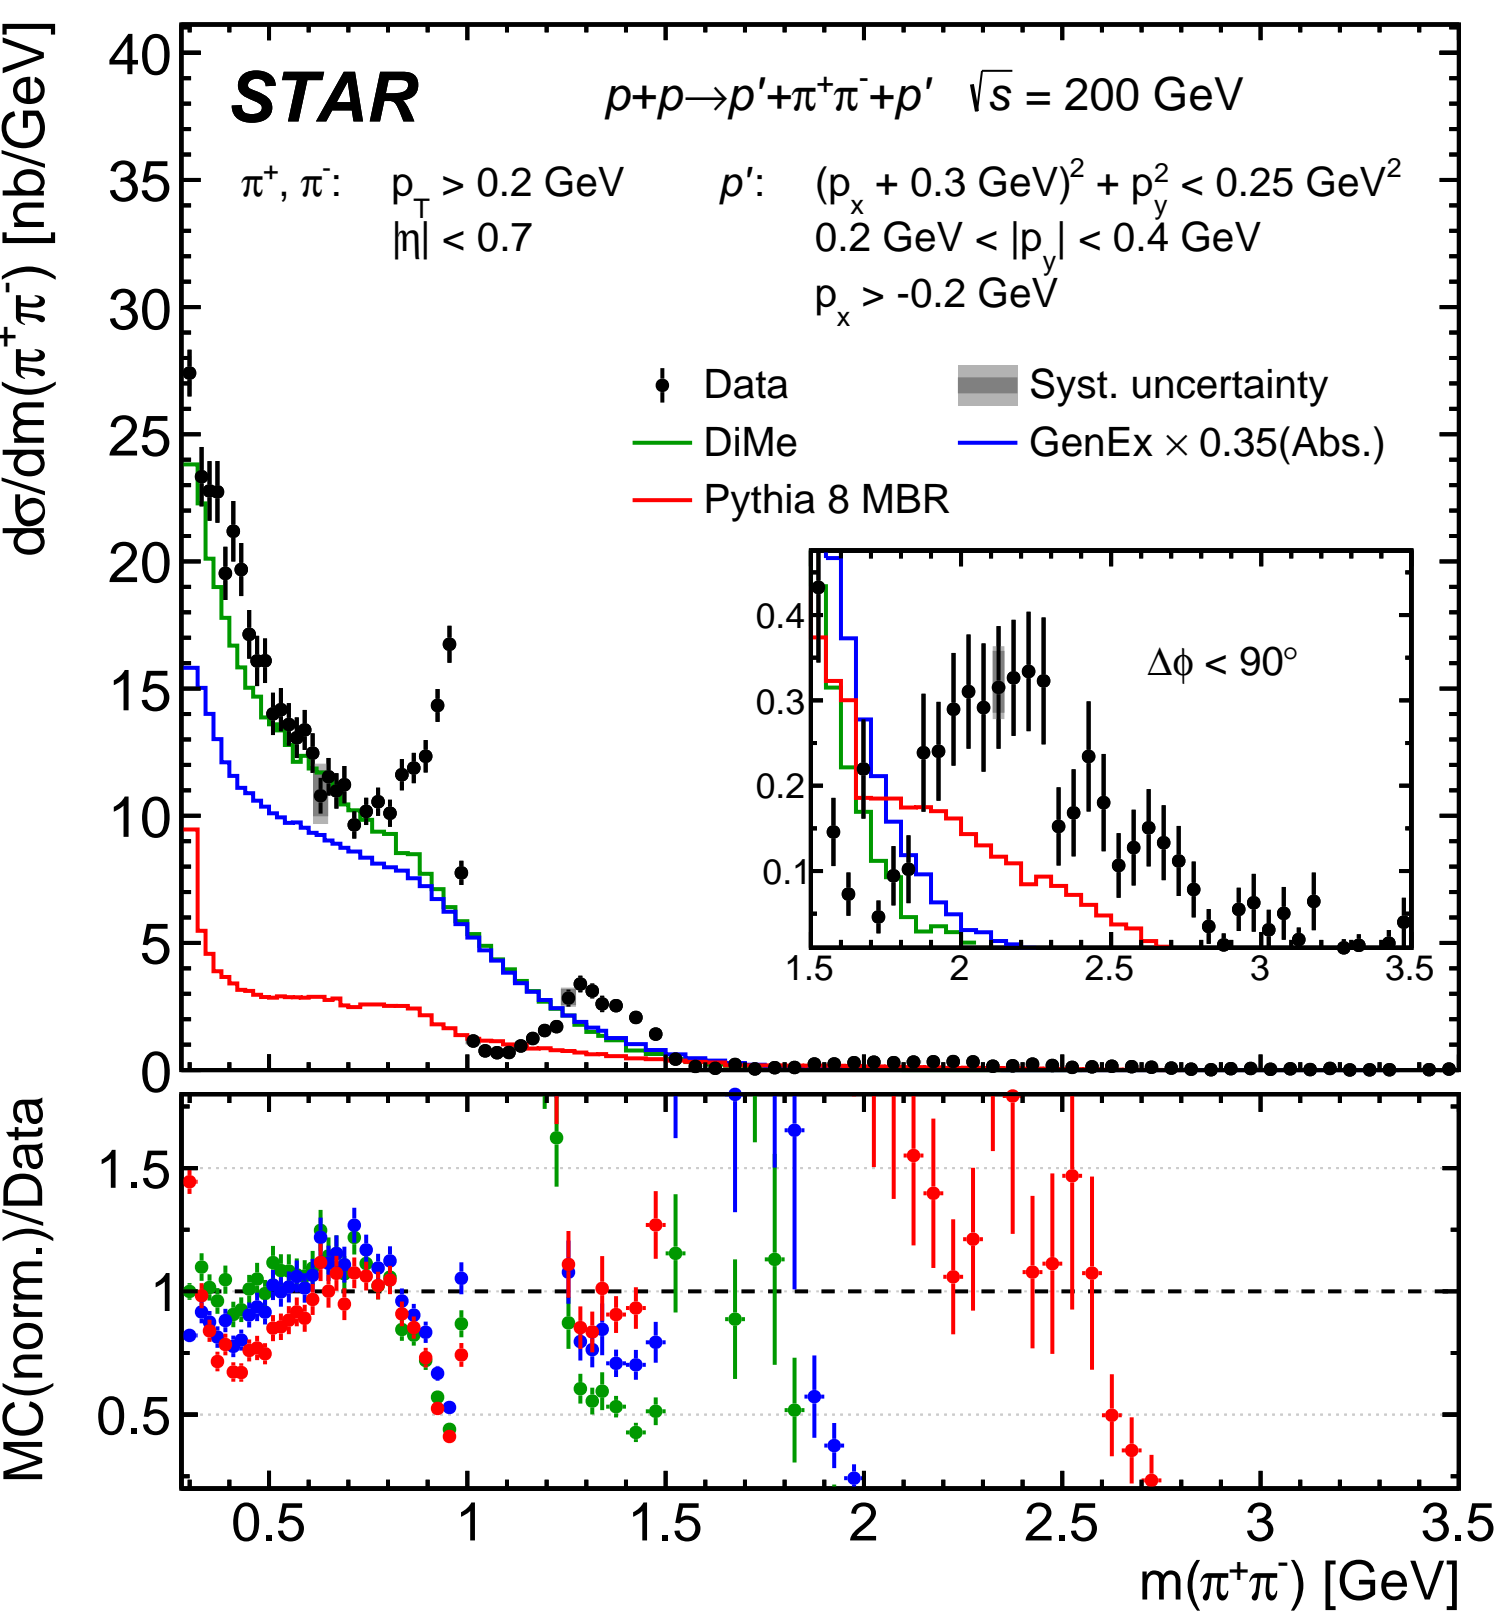 STAR
p+p→p′+π⁺π⁻+p′ √s = 200 GeV
π⁺, π⁻: p_T > 0.2 GeV
|η| < 0.7
p′: (p_x + 0.3 GeV)² + p_y² < 0.25 GeV²
0.2 GeV < |p_y| < 0.4 GeV
p_x > -0.2 GeV
Data
Syst. uncertainty
DiMe
GenEx × 0.35(Abs.)
Pythia 8 MBR
dσ/dm(π⁺π⁻) [nb/GeV]
40
35
30
25
20
15
10
5
0
Δϕ < 90°
0.4
0.3
0.2
0.1
1.5 2 2.5 3 3.5
MC(norm.)/Data
1.5
1
0.5
0.5 1 1.5 2 2.5 3 3.5
m(π⁺π⁻) [GeV]